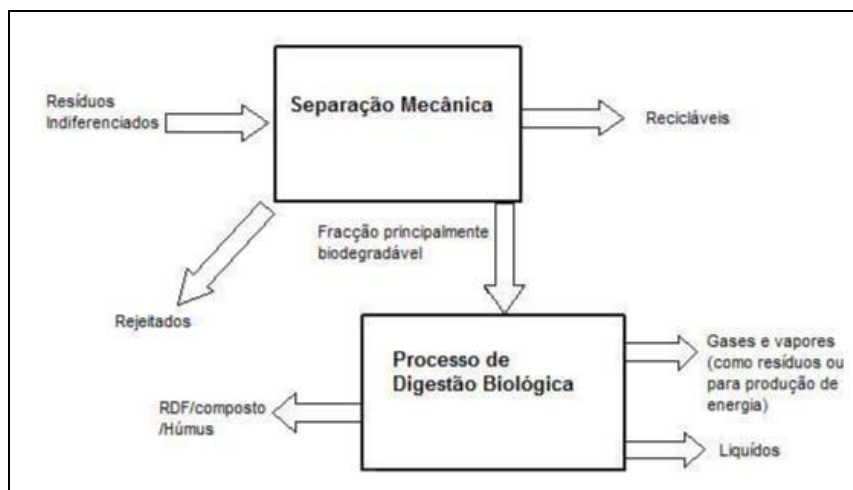 Resíduos
Indiferenciados
Separação Mecânica
Recicláveis
Fracção principalmente
biodegradável
Rejeitados
Processo de
Digestão Biológica
Gases e vapores
(como resíduos ou
para produção de
energia)
RDF/composto
/Húmus
Liquídos